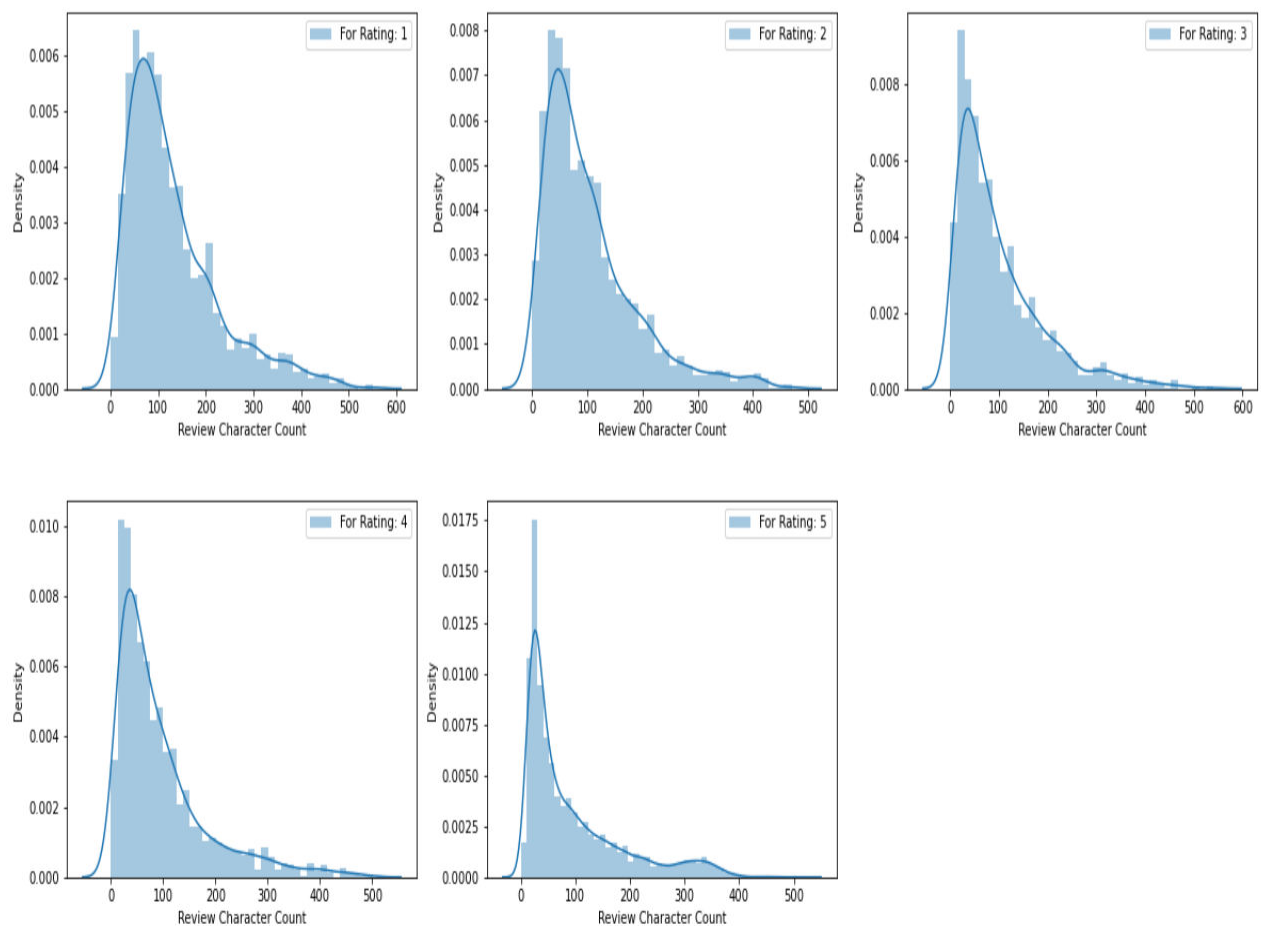 For Rating: 1
0.006
0.005
0.004
0.003
0.002
0.001
0.000
Density
0 100 200 300 400 500 600
Review Character Count
For Rating: 2
0.008
0.007
0.006
0.005
0.004
0.003
0.002
0.001
0.000
Density
0 100 200 300 400 500
Review Character Count
For Rating: 3
0.008
0.006
0.004
0.002
0.000
Density
0 100 200 300 400 500 600
Review Character Count
For Rating: 4
0.010
0.008
0.006
0.004
0.002
0.000
Density
0 100 200 300 400 500
Review Character Count
For Rating: 5
0.0175
0.0150
0.0125
0.0100
0.0075
0.0050
0.0025
0.0000
Density
0 100 200 300 400 500
Review Character Count